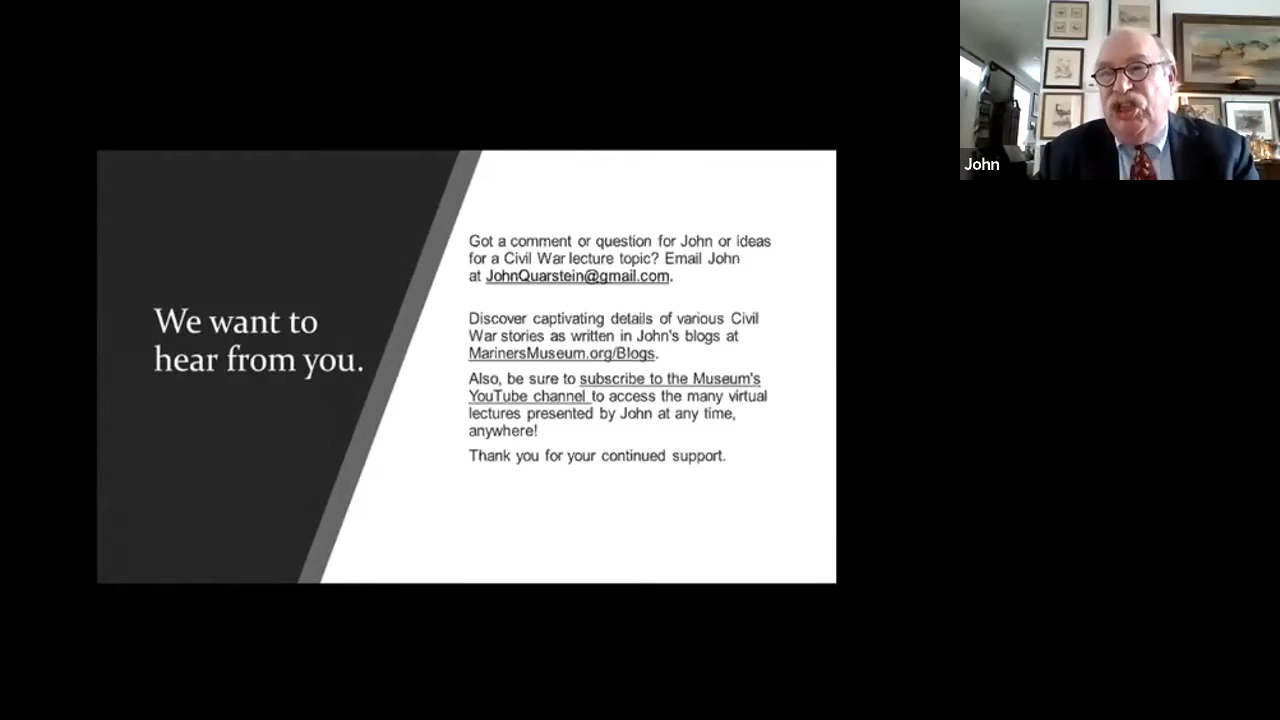 We want to
hear from you.
Got a comment or question for John or ideas
for a Civil War lecture topic? Email John
at JohnQuarstein@gmail.com.
Discover captivating details of various Civil
War stories as written in John's blogs at
MarinersMuseum.org/Blogs.
Also, be sure to subscribe to the Museum's
YouTube channel to access the many virtual
lectures presented by John at any time,
anywhere!
Thank you for your continued support.
John